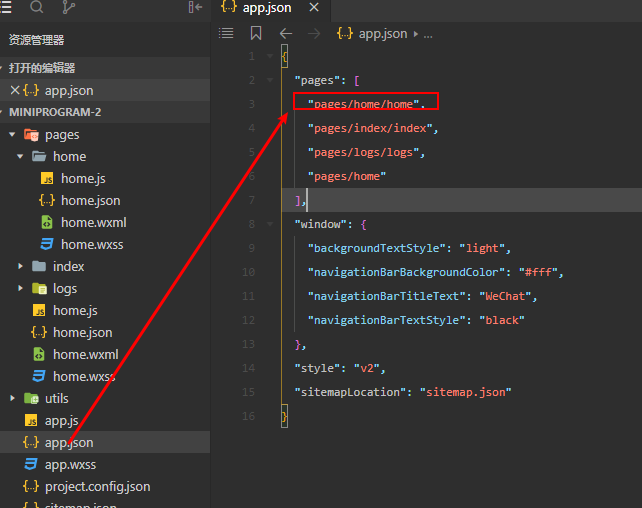 app.json
资源管理器
打开的编辑器
app.json
MINIPROGRAM-2
pages
home
home.js
home.json
home.wxml
home.wxss
index
logs
home.js
home.json
home.wxml
home.wxss
utils
app.js
app.json
app.wxss
project.config.json
sitemap.json
app.json > ...
1 {
2 "pages": [
3 "pages/home/home",
4 "pages/index/index",
5 "pages/logs/logs",
6 "pages/home"
7 ],
8 "window": {
9 "backgroundTextStyle": "light",
10 "navigationBarBackgroundColor": "#fff",
11 "navigationBarTitleText": "WeChat",
12 "navigationBarTextStyle": "black"
13 },
14 "style": "v2",
15 "sitemapLocation": "sitemap.json"
16 }